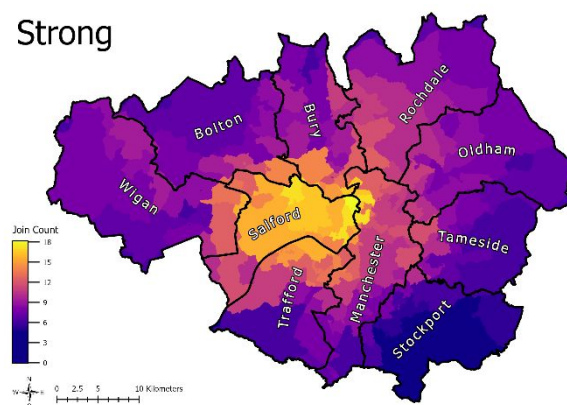 Strong
Rochdale
Bury
Bolton
Oldham
Wigan
Salford
Tameside
Manchester
Trafford
Stockport
Join Count
18
15
12
9
6
3
0
N
W
E
S
0 2.5 5 10 Kilometers